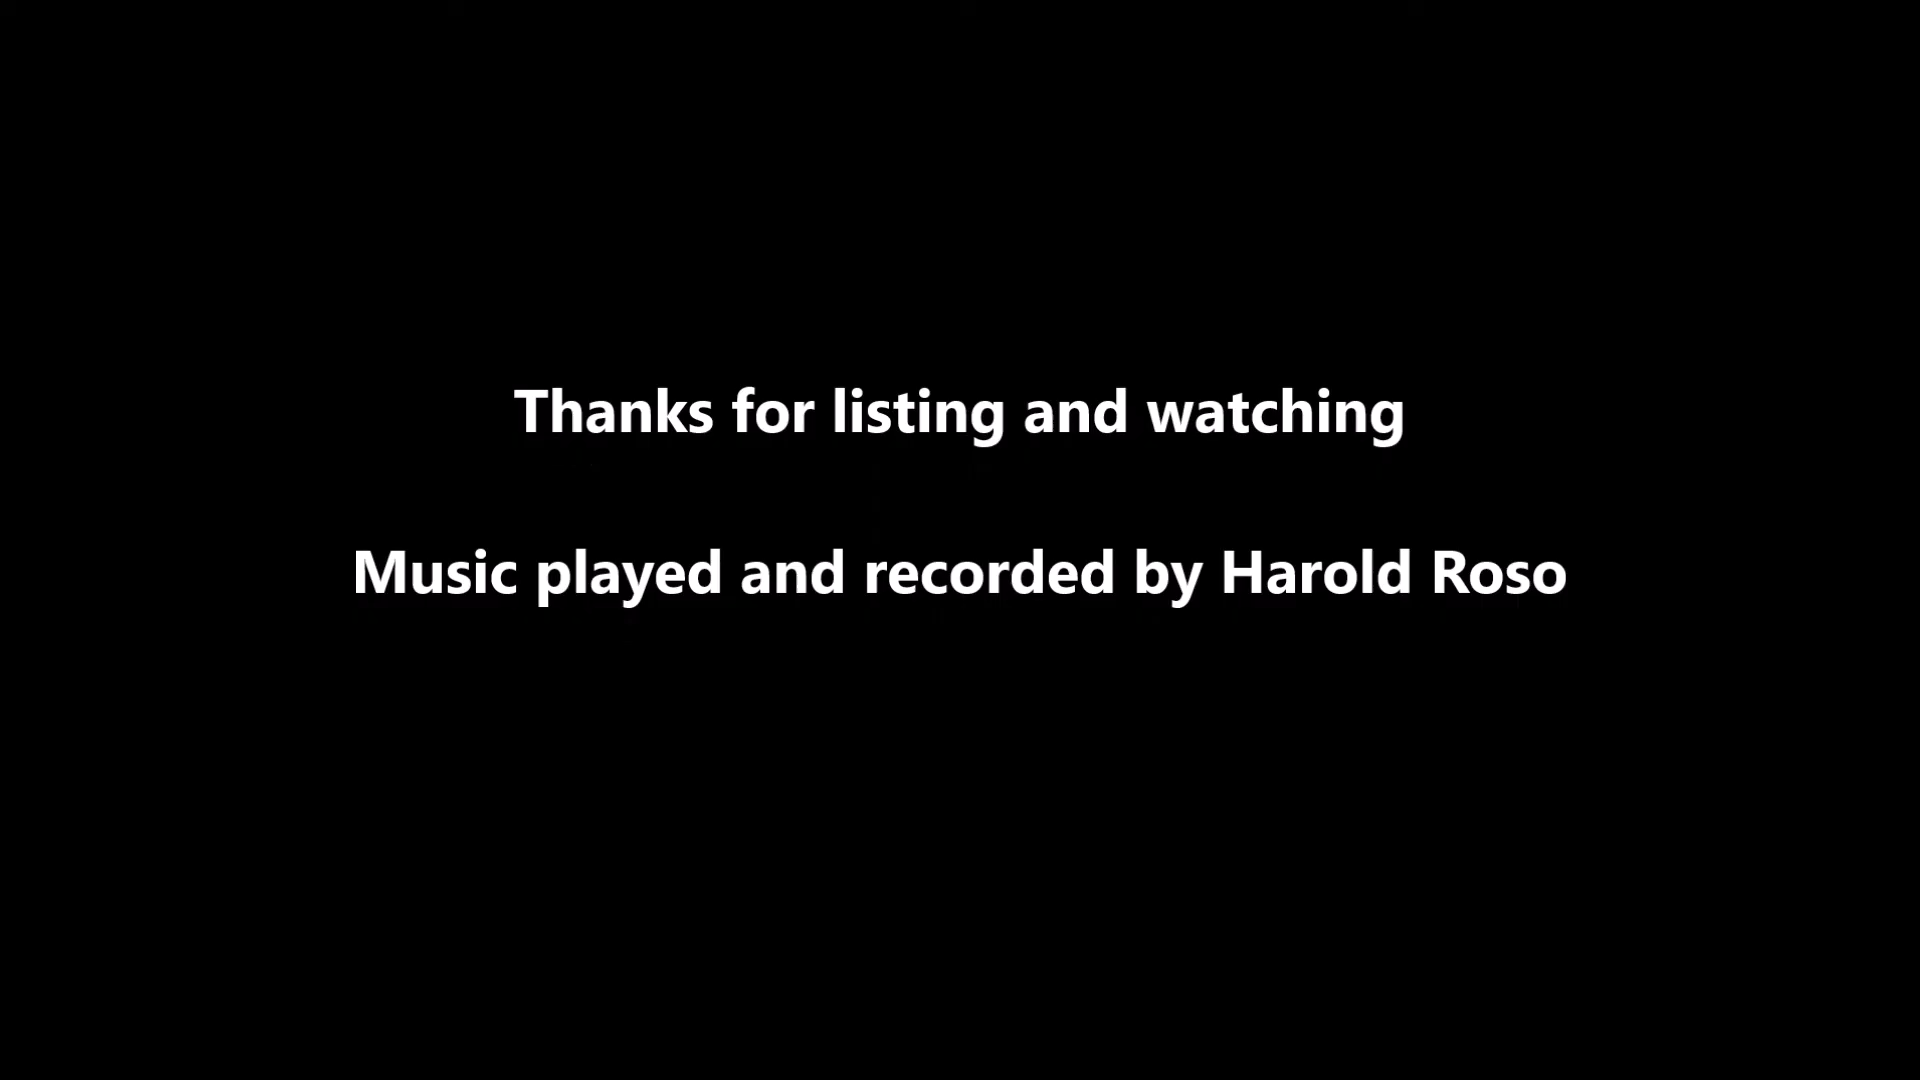 Thanks for listing and watching
Music played and recorded by Harold Roso